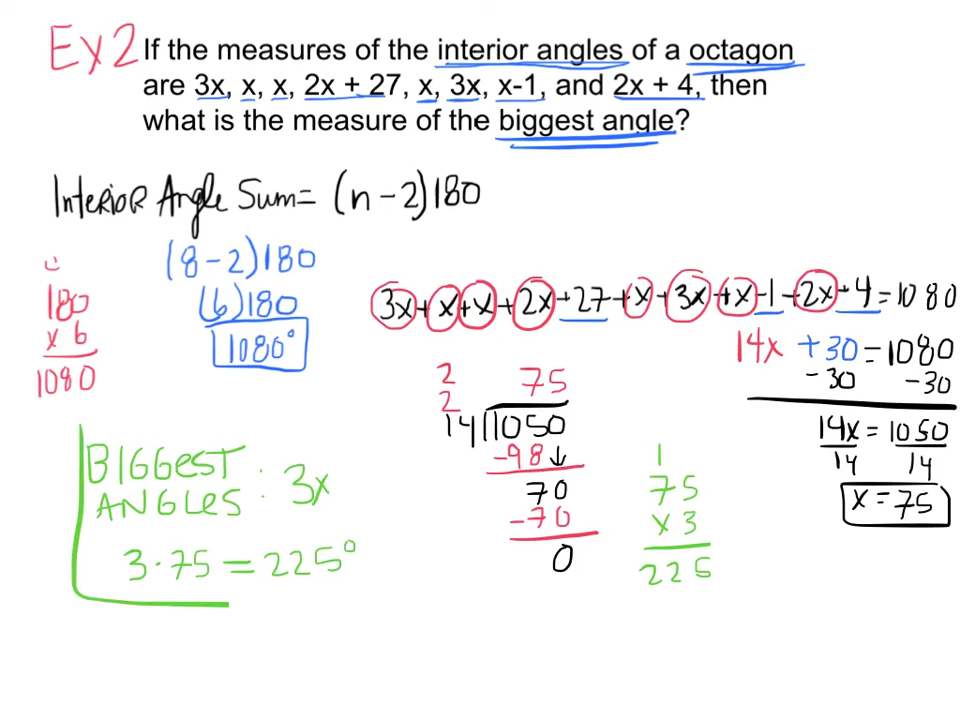 Ex2 If the measures of the interior angles of a octagon
are 3x, x, x, 2x + 27, x, 3x, x-1, and 2x + 4, then
what is the measure of the biggest angle?
Interior Angle Sum= (n-2)180
(8-2)180
(6)180
1080°
180
x 6
1080
3x+x+x+2x+27+x+3x+x-1+2x+4=1080
14x +30=1080
-30 -30
14x = 1050
14 14
x = 75
2 75
2
14 1050
-98↓
70
-70
0
1
75
x 3
225
BIGGEST
ANGLES : 3x
3·75 = 225°